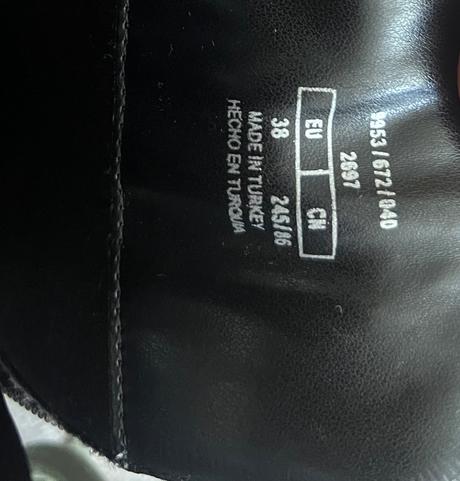 9953/672/040
2697
EU CN
38 245/86
MADE IN TURKEY
HECHO EN TURQUIA